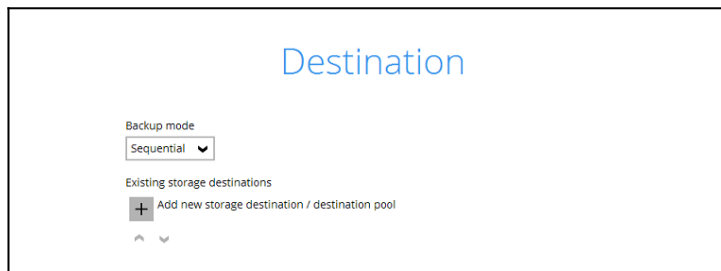 Destination
Backup mode
Sequential
Existing storage destinations
Add new storage destination / destination pool